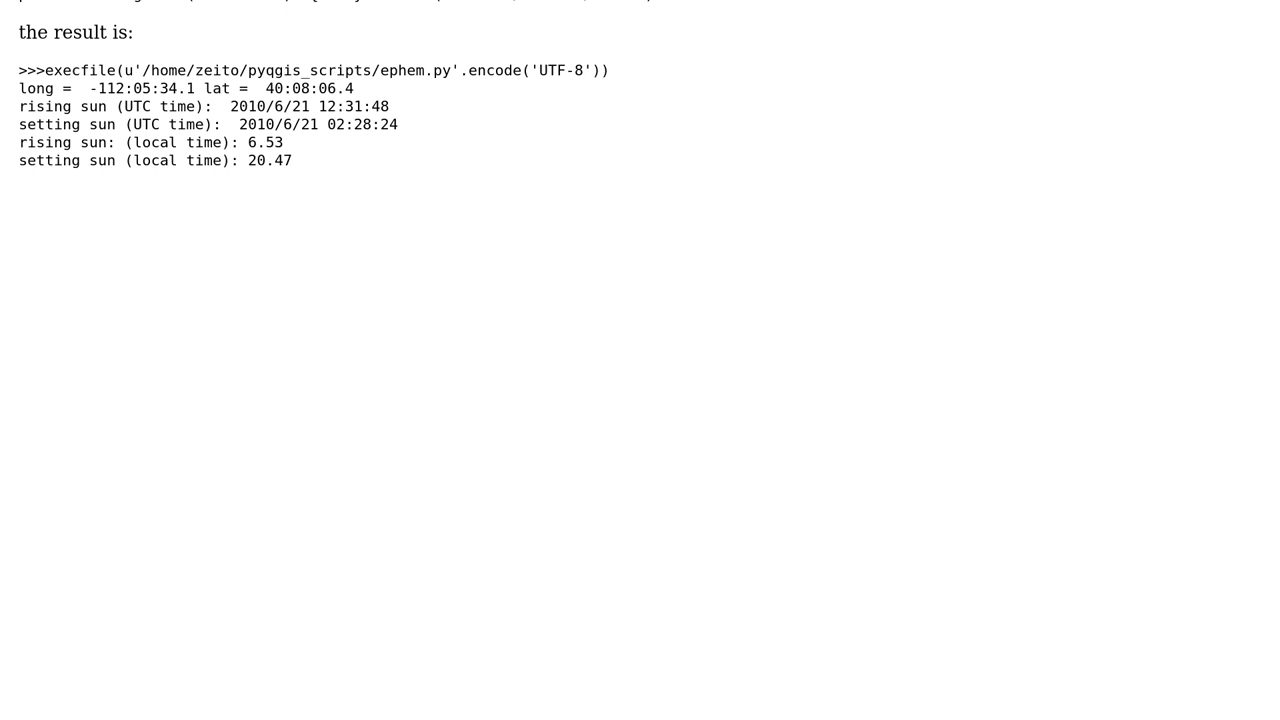 the result is:
>>>execfile(u'/home/zeito/pyqgis_scripts/ephem.py'.encode('UTF-8'))
long =  -112:05:34.1 lat =  40:08:06.4
rising sun (UTC time):  2010/6/21 12:31:48
setting sun (UTC time):  2010/6/21 02:28:24
rising sun: (local time): 6.53
setting sun (local time): 20.47